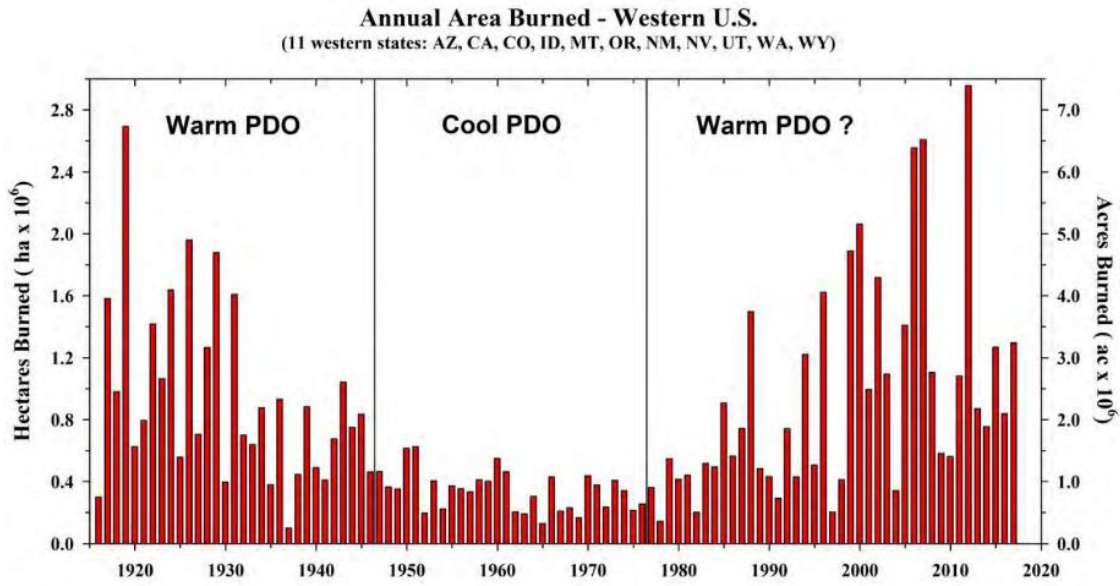 Annual Area Burned - Western U.S.
(11 western states: AZ, CA, CO, ID, MT, OR, NM, NV, UT, WA, WY)
Warm PDO
Cool PDO
Warm PDO ?
Hectares Burned ( ha x 10⁶)
2.8
2.4
2.0
1.6
1.2
0.8
0.4
0.0
7.0
6.0
5.0
4.0
3.0
2.0
1.0
0.0
Acres Burned ( ac x 10⁶)
1920 1930 1940 1950 1960 1970 1980 1990 2000 2010 2020